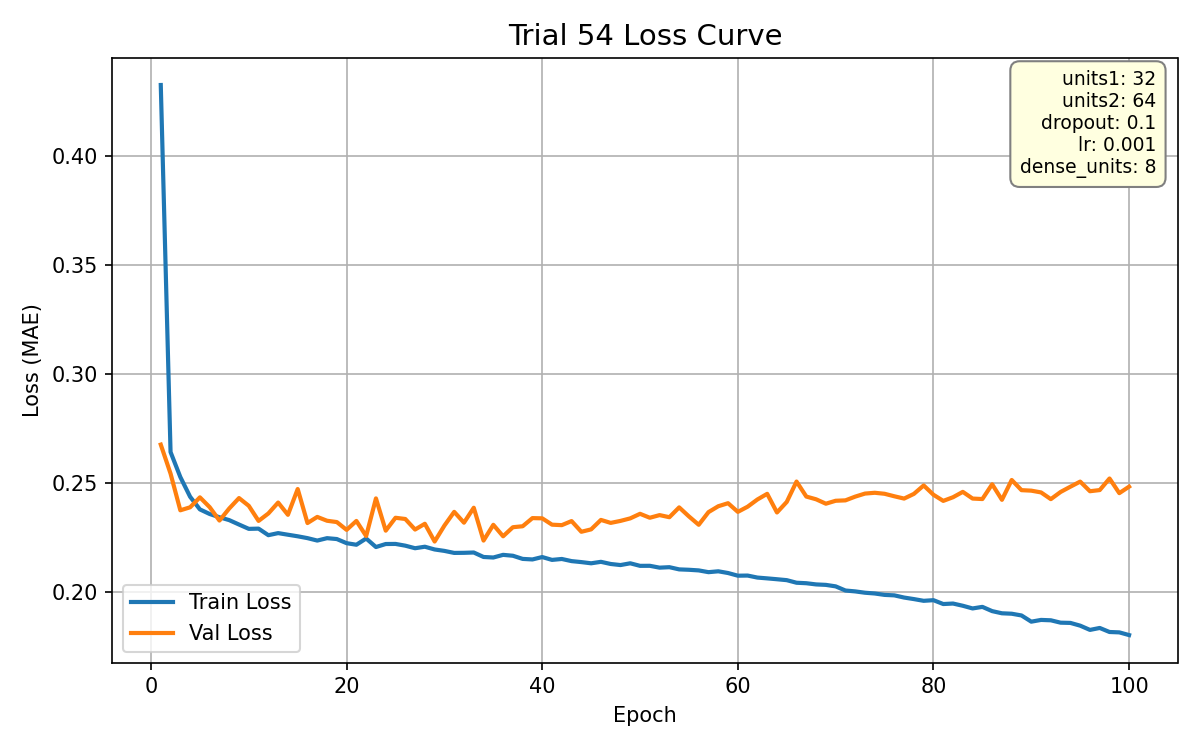 Trial 54 Loss Curve
units1: 32
units2: 64
dropout: 0.1
lr: 0.001
dense_units: 8
Loss (MAE)
0.40
0.35
0.30
0.25
0.20
Train Loss
Val Loss
0 20 40 60 80 100
Epoch